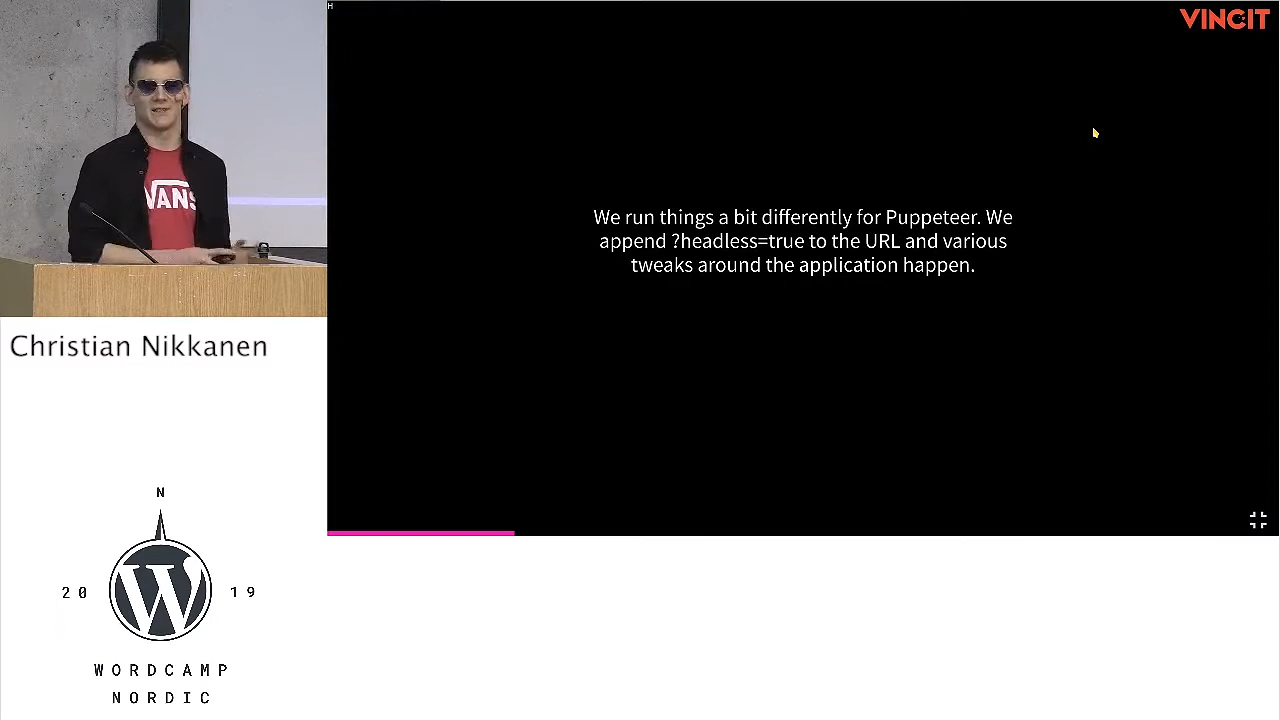 H
VINCIT
We run things a bit differently for Puppeteer. We
append ?headless=true to the URL and various
tweaks around the application happen.
VANS
Christian Nikkanen
N
20 19
W
WORDCAMP
NORDIC